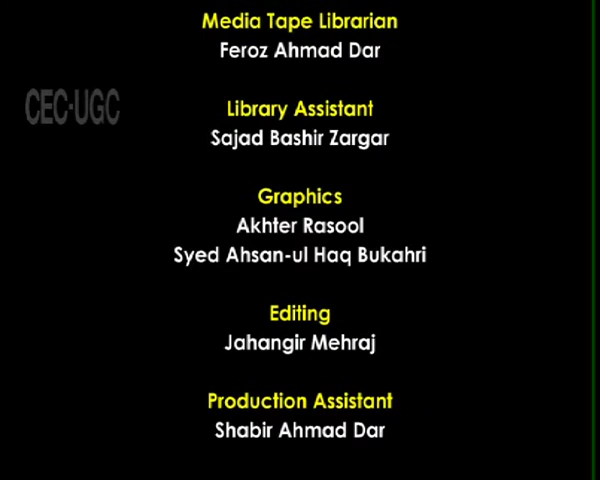 Media Tape Librarian
Feroz Ahmad Dar
CEC-UGC
Library Assistant
Sajad Bashir Zargar
Graphics
Akhter Rasool
Syed Ahsan-ul Haq Bukahri
Editing
Jahangir Mehraj
Production Assistant
Shabir Ahmad Dar